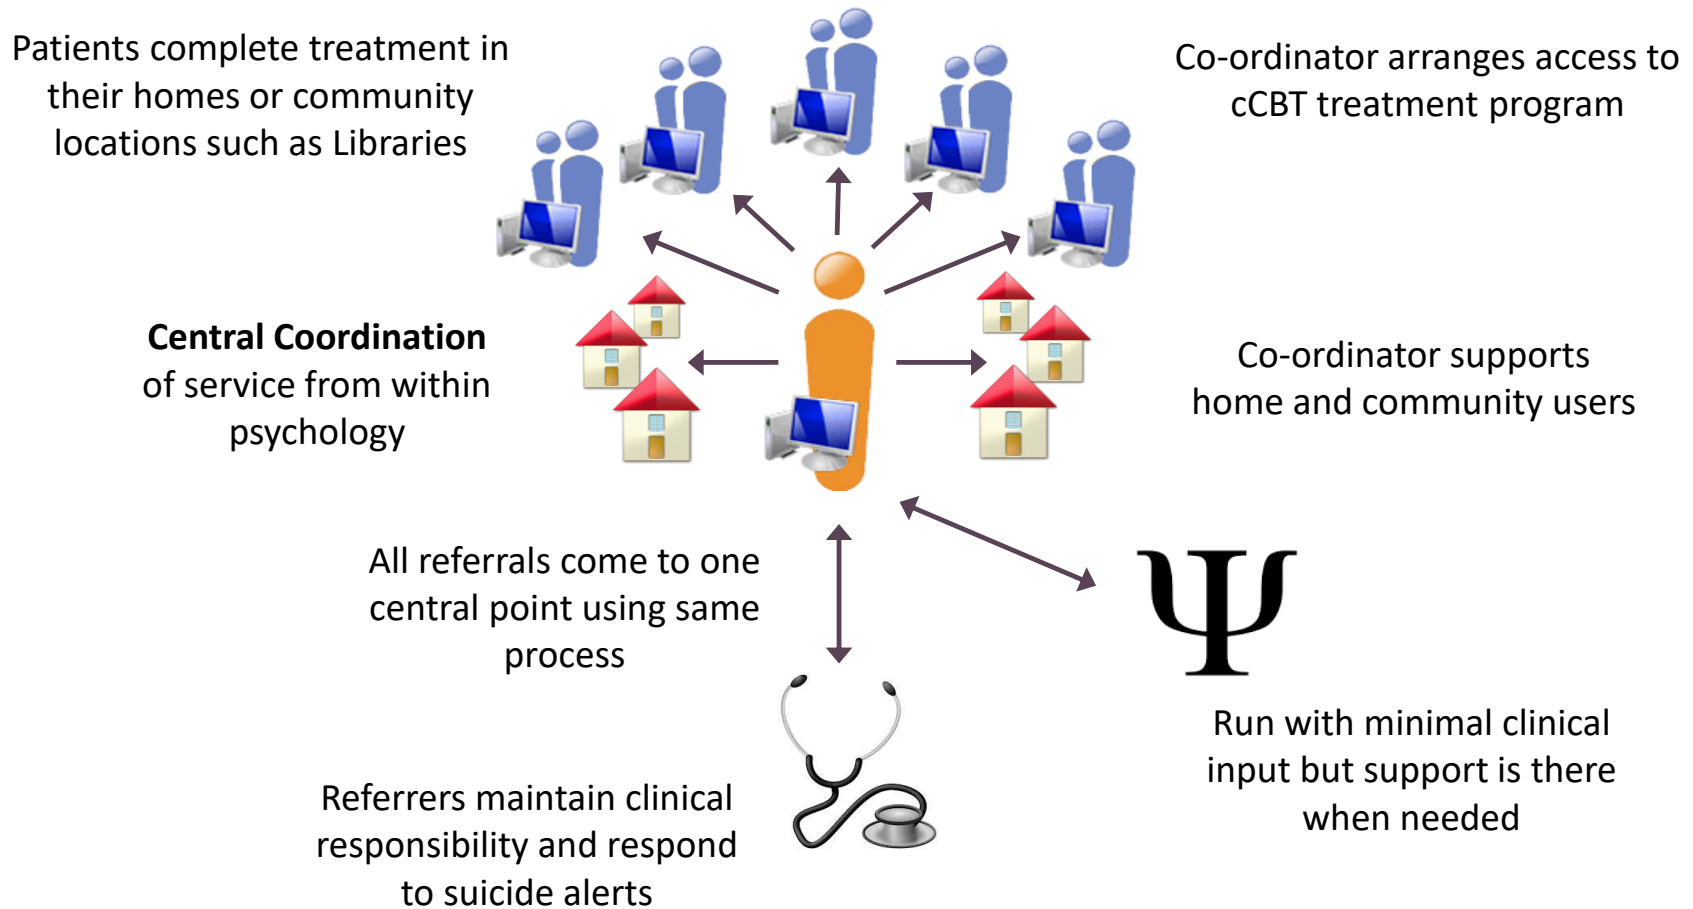 Patients complete treatment in
their homes or community
locations such as Libraries
Co-ordinator arranges access to
cCBT treatment program
Central Coordination
of service from within
psychology
Co-ordinator supports
home and community users
All referrals come to one
central point using same
process
Ψ
Run with minimal clinical
input but support is there
when needed
Referrers maintain clinical
responsibility and respond
to suicide alerts